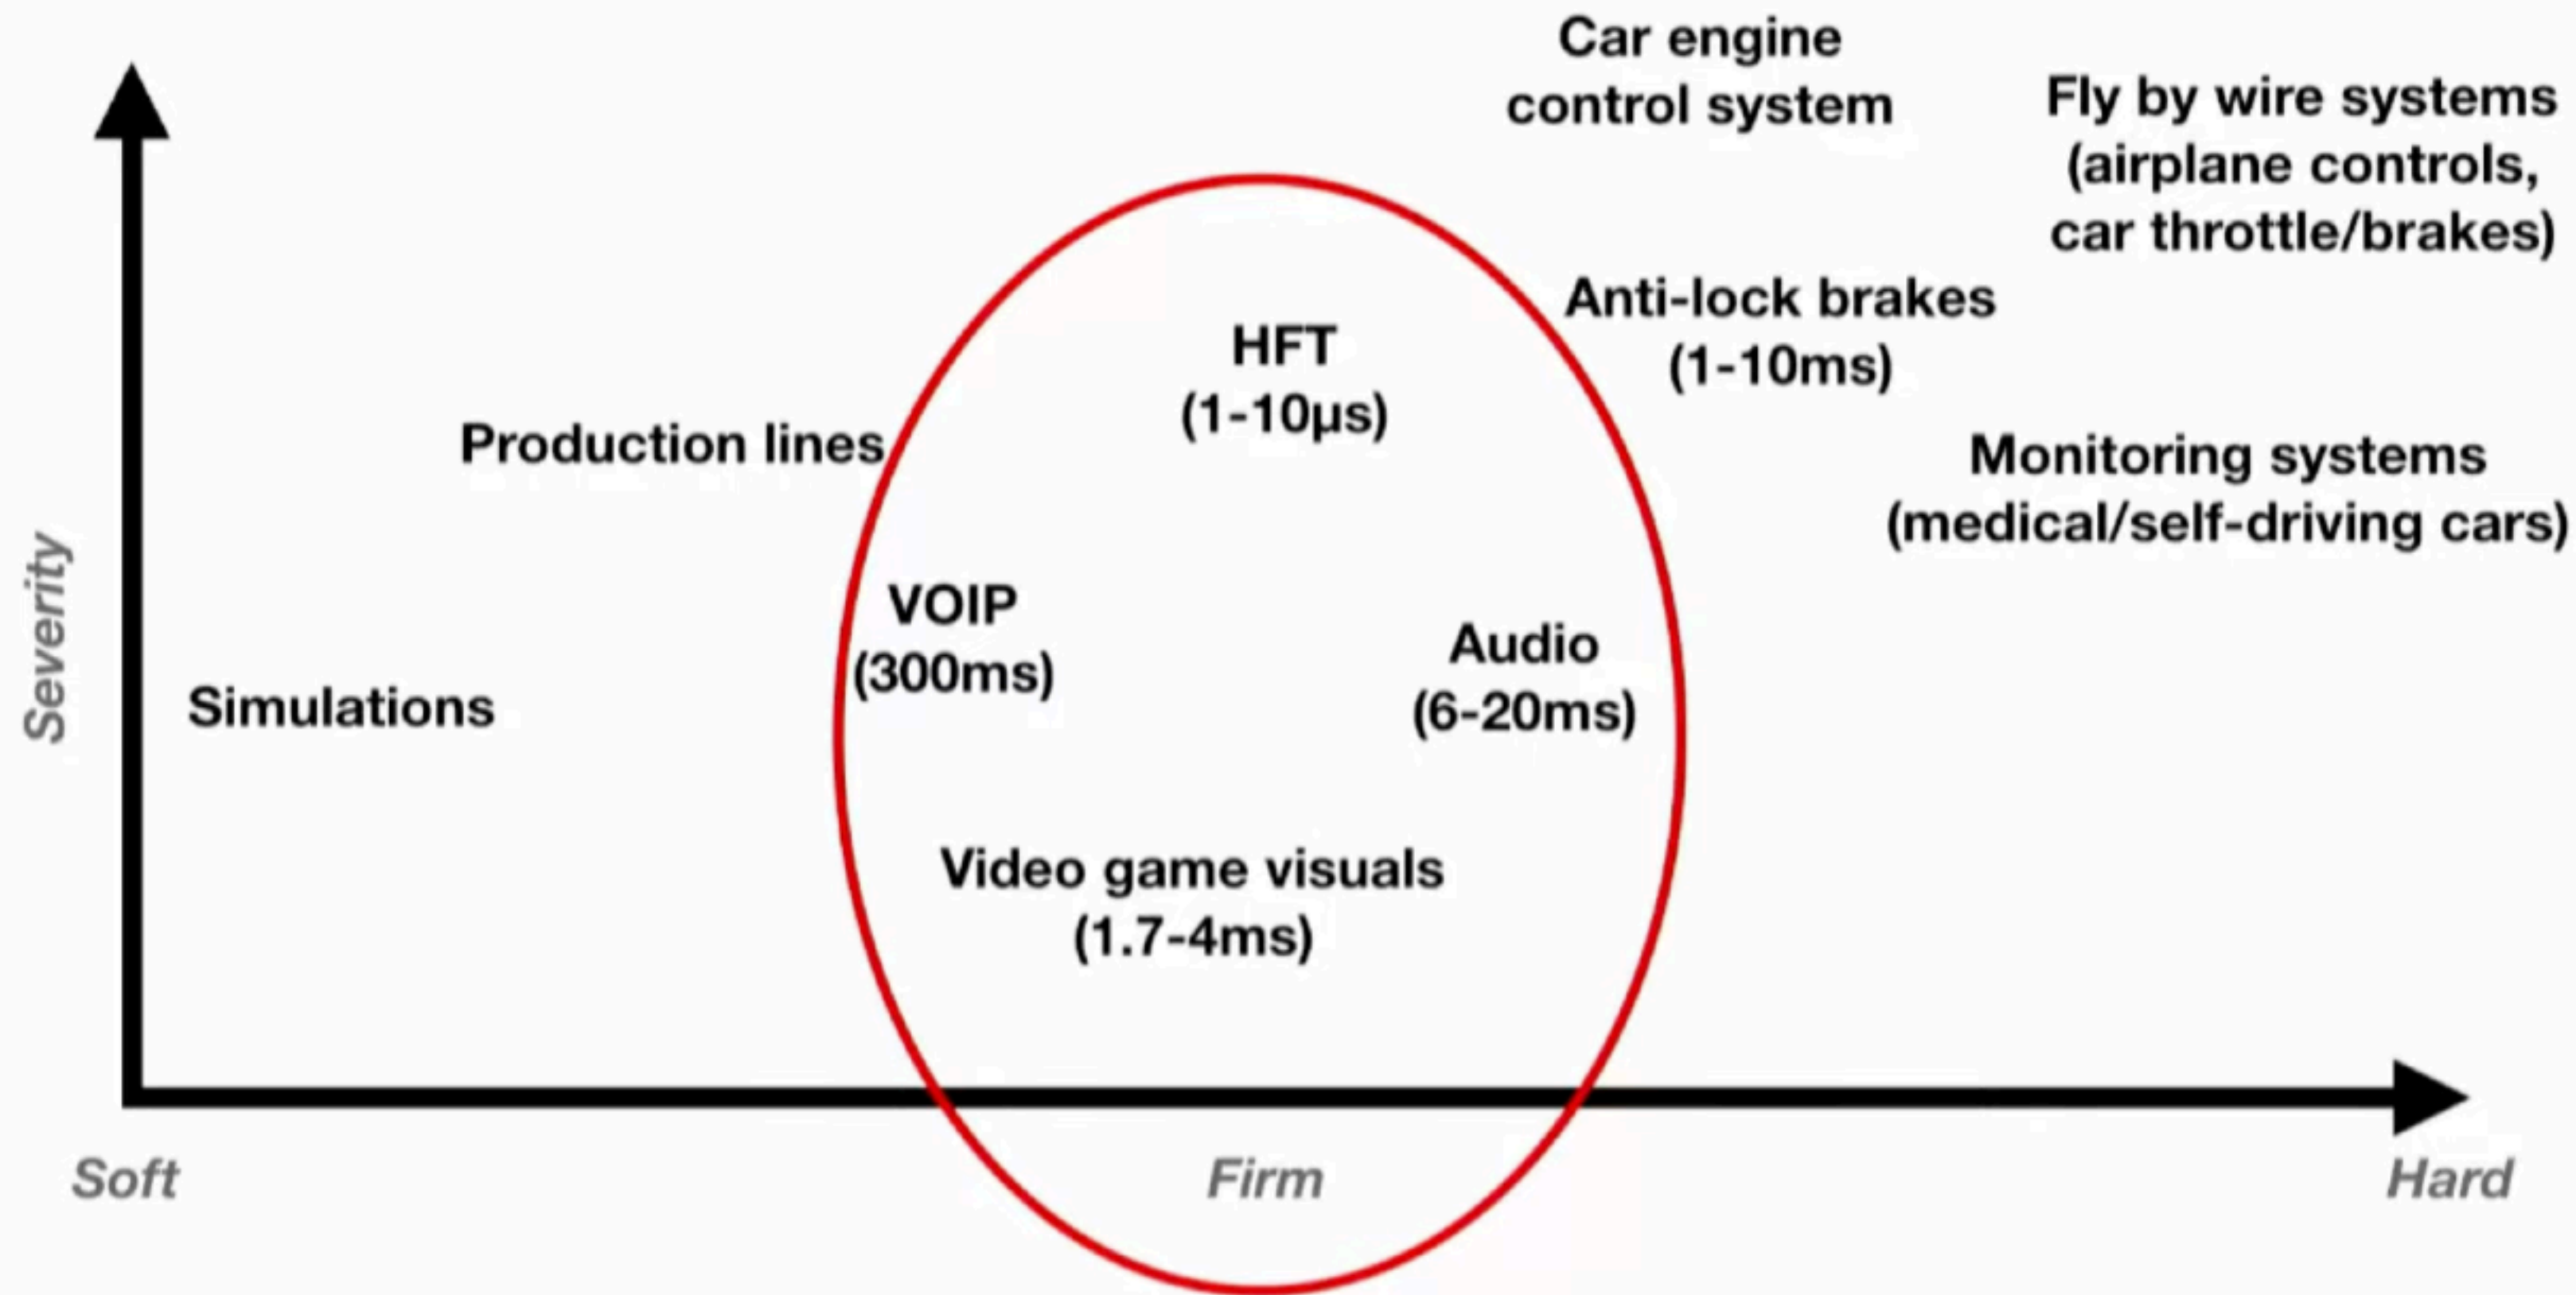 Car engine
control system
Fly by wire systems
(airplane controls,
car throttle/brakes)
Anti-lock brakes
(1-10ms)
HFT
(1-10µs)
Production lines
Monitoring systems
(medical/self-driving cars)
Severity
VOIP
(300ms)
Audio
(6-20ms)
Simulations
Video game visuals
(1.7-4ms)
Soft
Firm
Hard